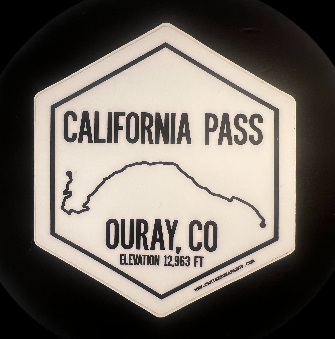 CALIFORNIA PASS
OURAY, CO
ELEVATION 12,963 FT